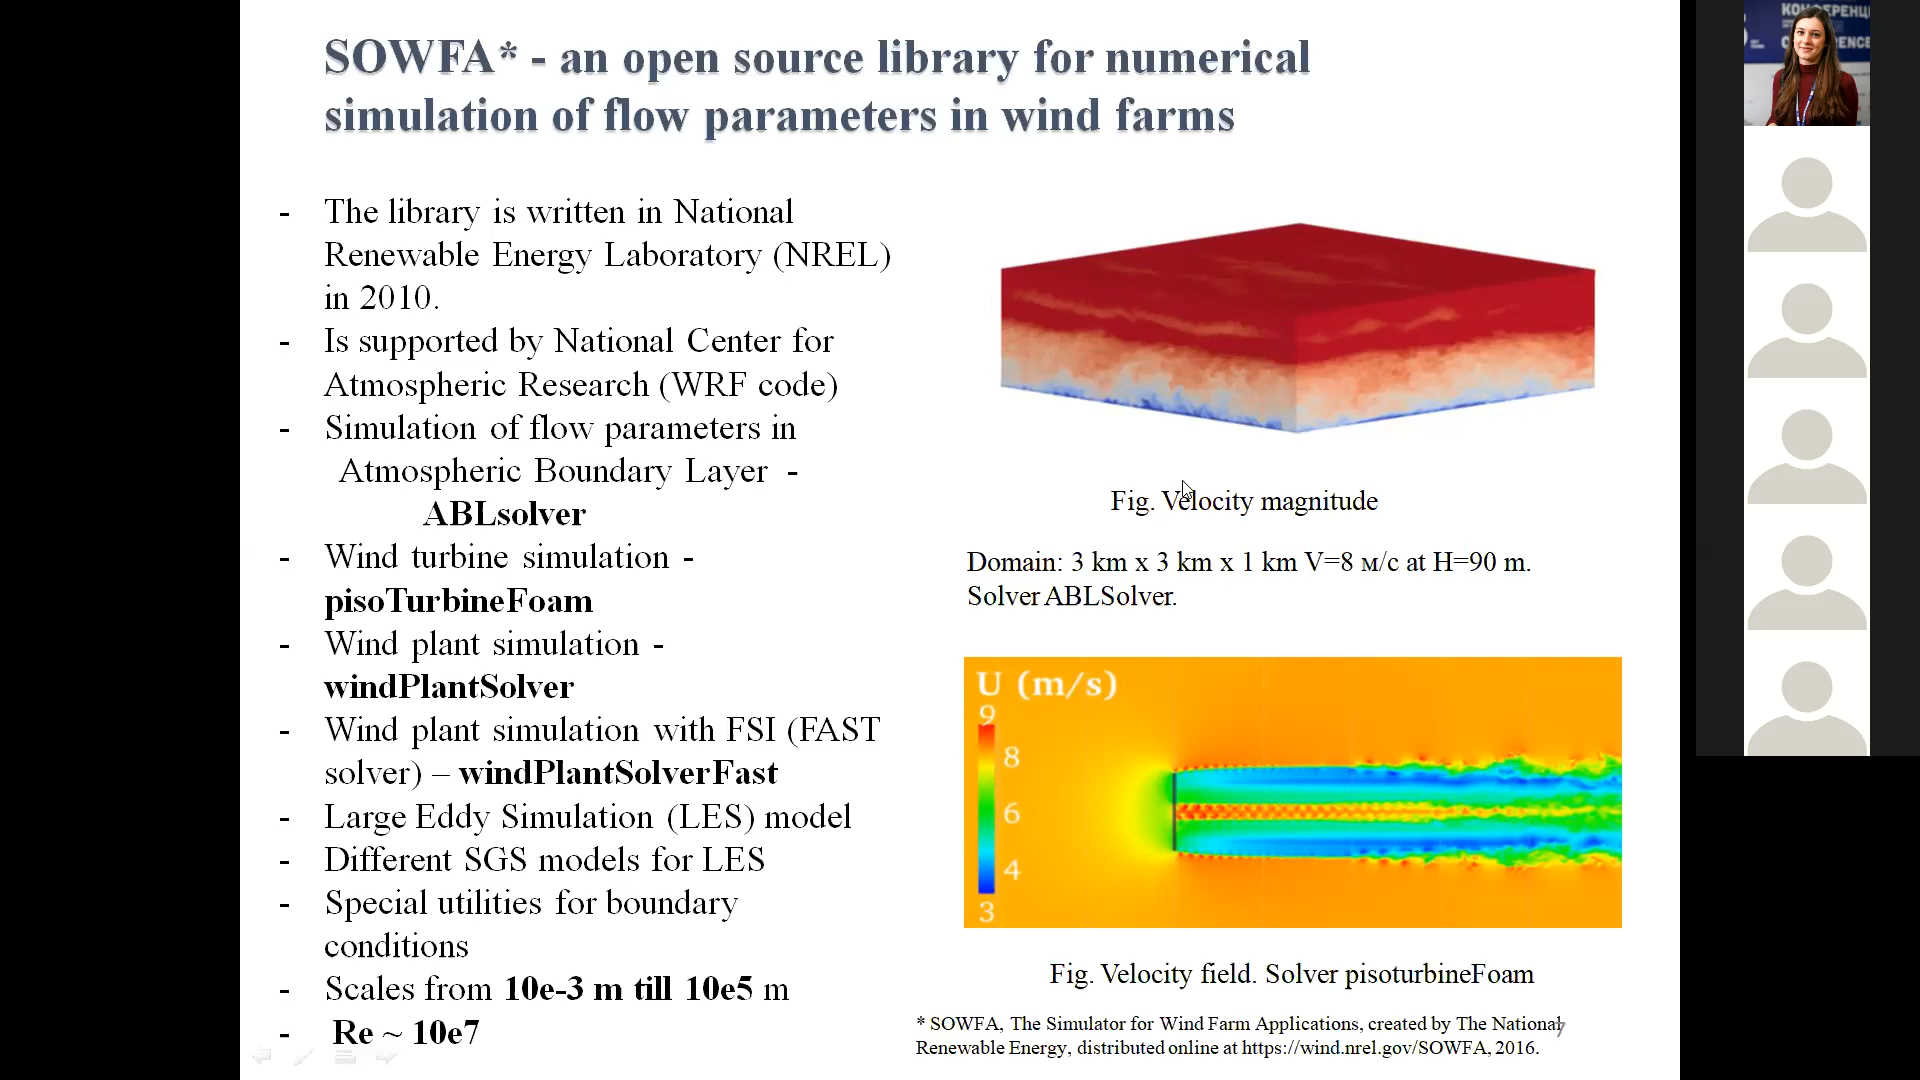 SOWFA* - an open source library for numerical
simulation of flow parameters in wind farms
- The library is written in National
Renewable Energy Laboratory (NREL)
in 2010.
- Is supported by National Center for
Atmospheric Research (WRF code)
- Simulation of flow parameters in
Atmospheric Boundary Layer -
ABLsolver
- Wind turbine simulation -
pisoTurbineFoam
- Wind plant simulation -
windPlantSolver
- Wind plant simulation with FSI (FAST
solver) – windPlantSolverFast
- Large Eddy Simulation (LES) model
- Different SGS models for LES
- Special utilities for boundary
conditions
- Scales from 10e-3 m till 10e5 m
- Re ~ 10e7
Fig. Velocity magnitude
Domain: 3 km x 3 km x 1 km V=8 м/с at H=90 m.
Solver ABLSolver.
U (m/s)
9
8
6
4
3
Fig. Velocity field. Solver pisoturbineFoam
* SOWFA, The Simulator for Wind Farm Applications, created by The National
Renewable Energy, distributed online at https://wind.nrel.gov/SOWFA, 2016.
7